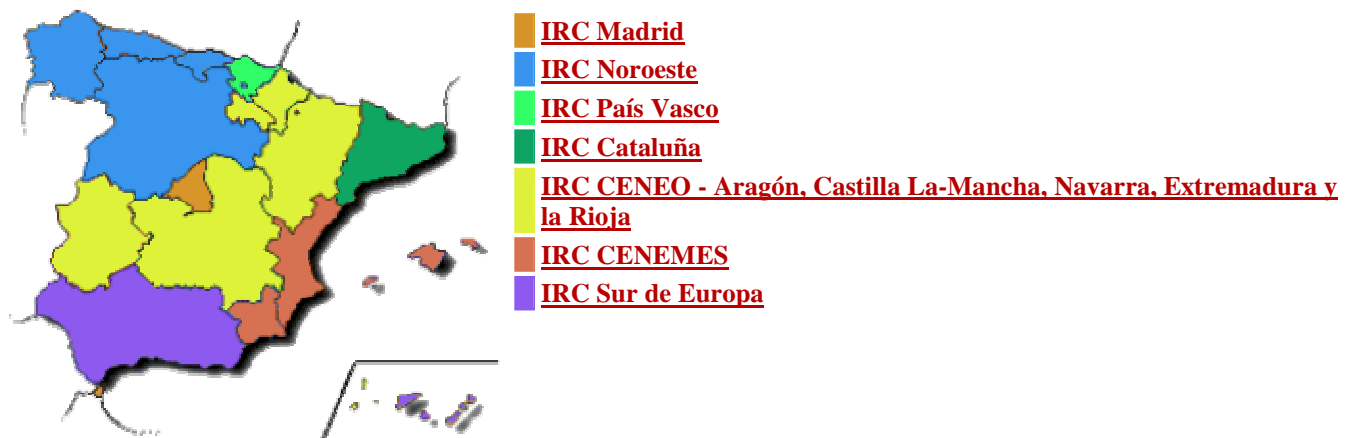 IRC Madrid
IRC Noroeste
IRC País Vasco
IRC Cataluña
IRC CENEO - Aragón, Castilla La-Mancha, Navarra, Extremadura y
la Rioja
IRC CENEMES
IRC Sur de Europa